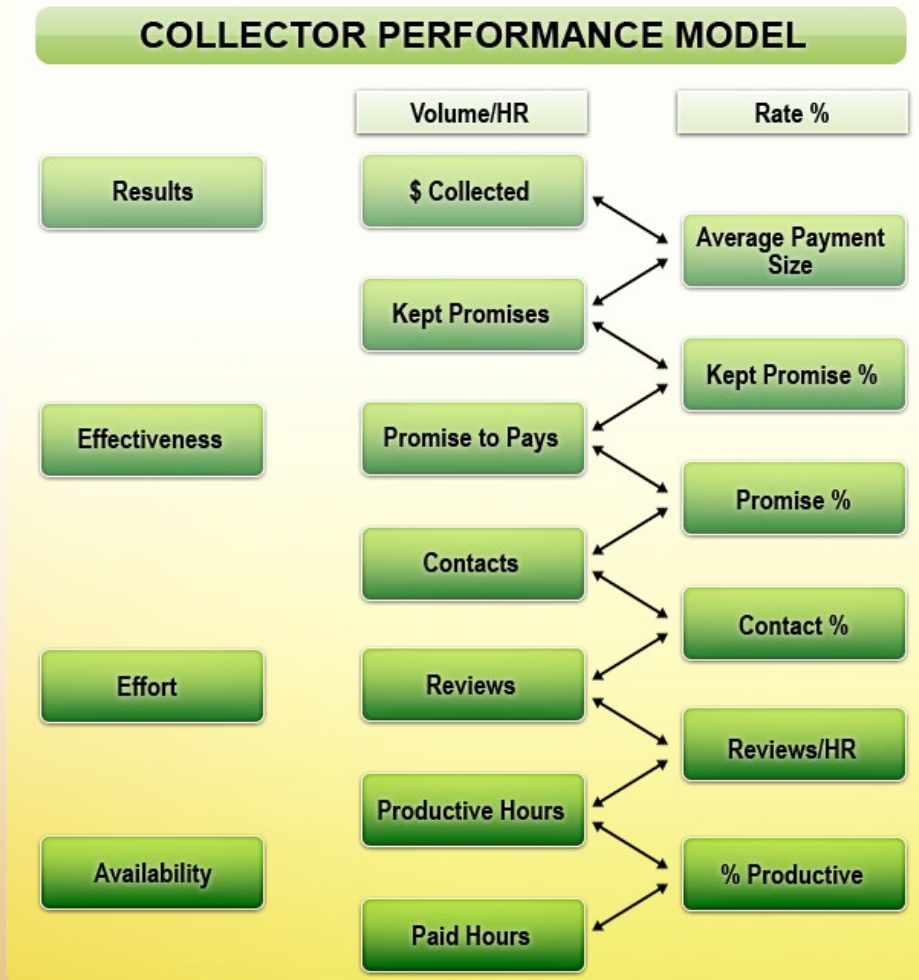 COLLECTOR PERFORMANCE MODEL
Volume/HR
Rate %
Results
$ Collected
Average Payment
Size
Kept Promises
Kept Promise %
Effectiveness
Promise to Pays
Promise %
Contacts
Contact %
Effort
Reviews
Reviews/HR
Productive Hours
Availability
% Productive
Paid Hours